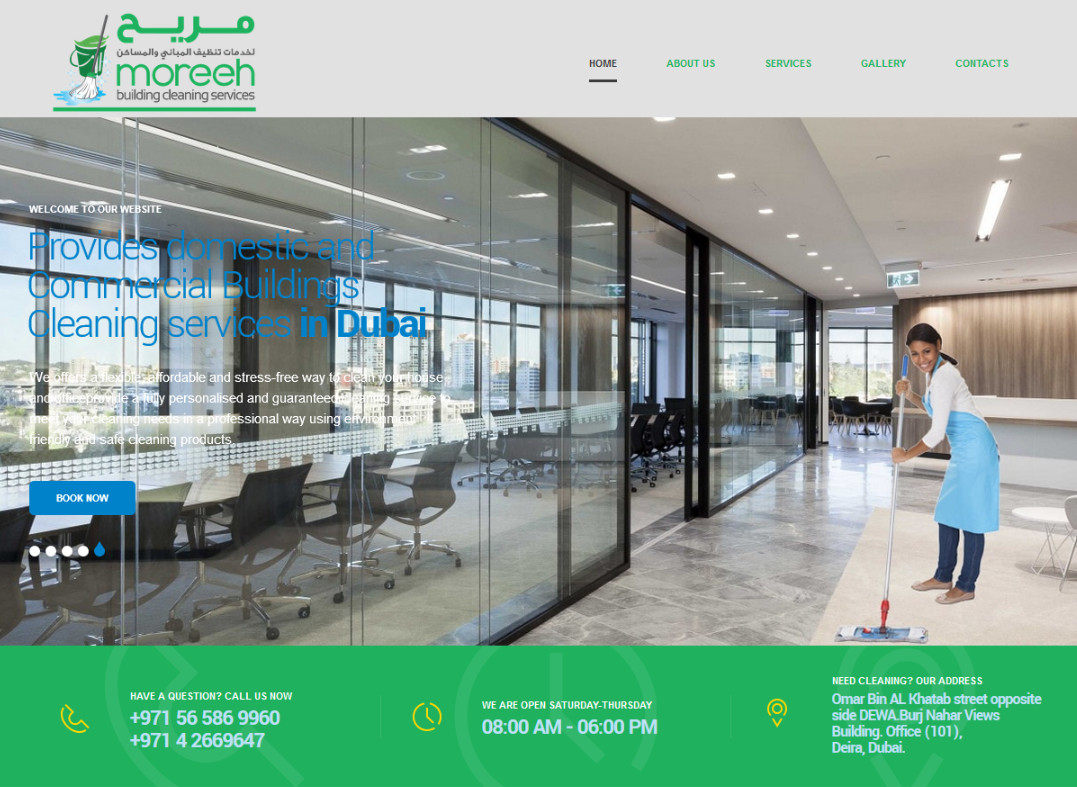 مريح
لخدمات تنظيف المباني والمساكن
moreeh
building cleaning services
HOME
ABOUT US
SERVICES
GALLERY
CONTACTS
WELCOME TO OUR WEBSITE
Provides domestic and
Commercial Buildings
Cleaning services in Dubai
We offers a flexible, affordable and stress-free way to clean your house
and office provide a fully personalised and guaranteed cleaning service to
meet your cleaning needs in a professional way using environment
friendly and safe cleaning products
BOOK NOW
HAVE A QUESTION? CALL US NOW
+971 56 586 9960
+971 4 2669647
WE ARE OPEN SATURDAY-THURSDAY
08:00 AM - 06:00 PM
NEED CLEANING? OUR ADDRESS
Omar Bin AL Khatab street opposite
side DEWA.Burj Nahar Views
Building. Office (101),
Deira, Dubai.